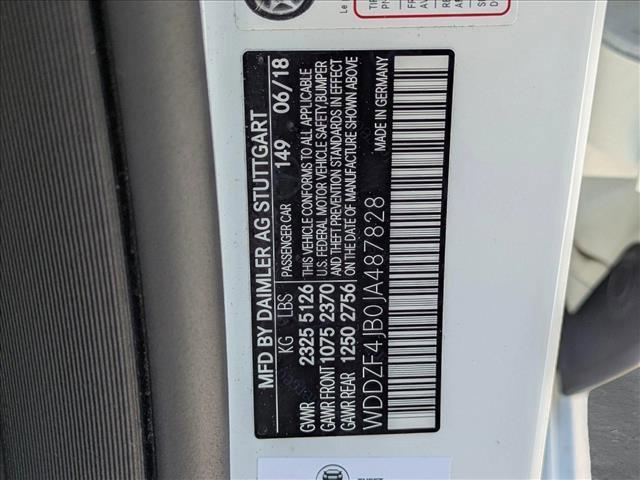 MFD BY DAIMLER AG STUTTGART
KG LBS PASSENGER CAR 149 06/18
GVWR 2325 5126 THIS VEHICLE CONFORMS TO ALL APPLICABLE
GAWR FRONT 1075 2370 U.S. FEDERAL MOTOR VEHICLE SAFETY,BUMPER
GAWR REAR 1250 2756 AND THEFT PREVENTION STANDARDS IN EFFECT
ON THE DATE OF MANUFACTURE SHOWN ABOVE
MADE IN GERMANY
WDDZF4JB0JA487828
Le